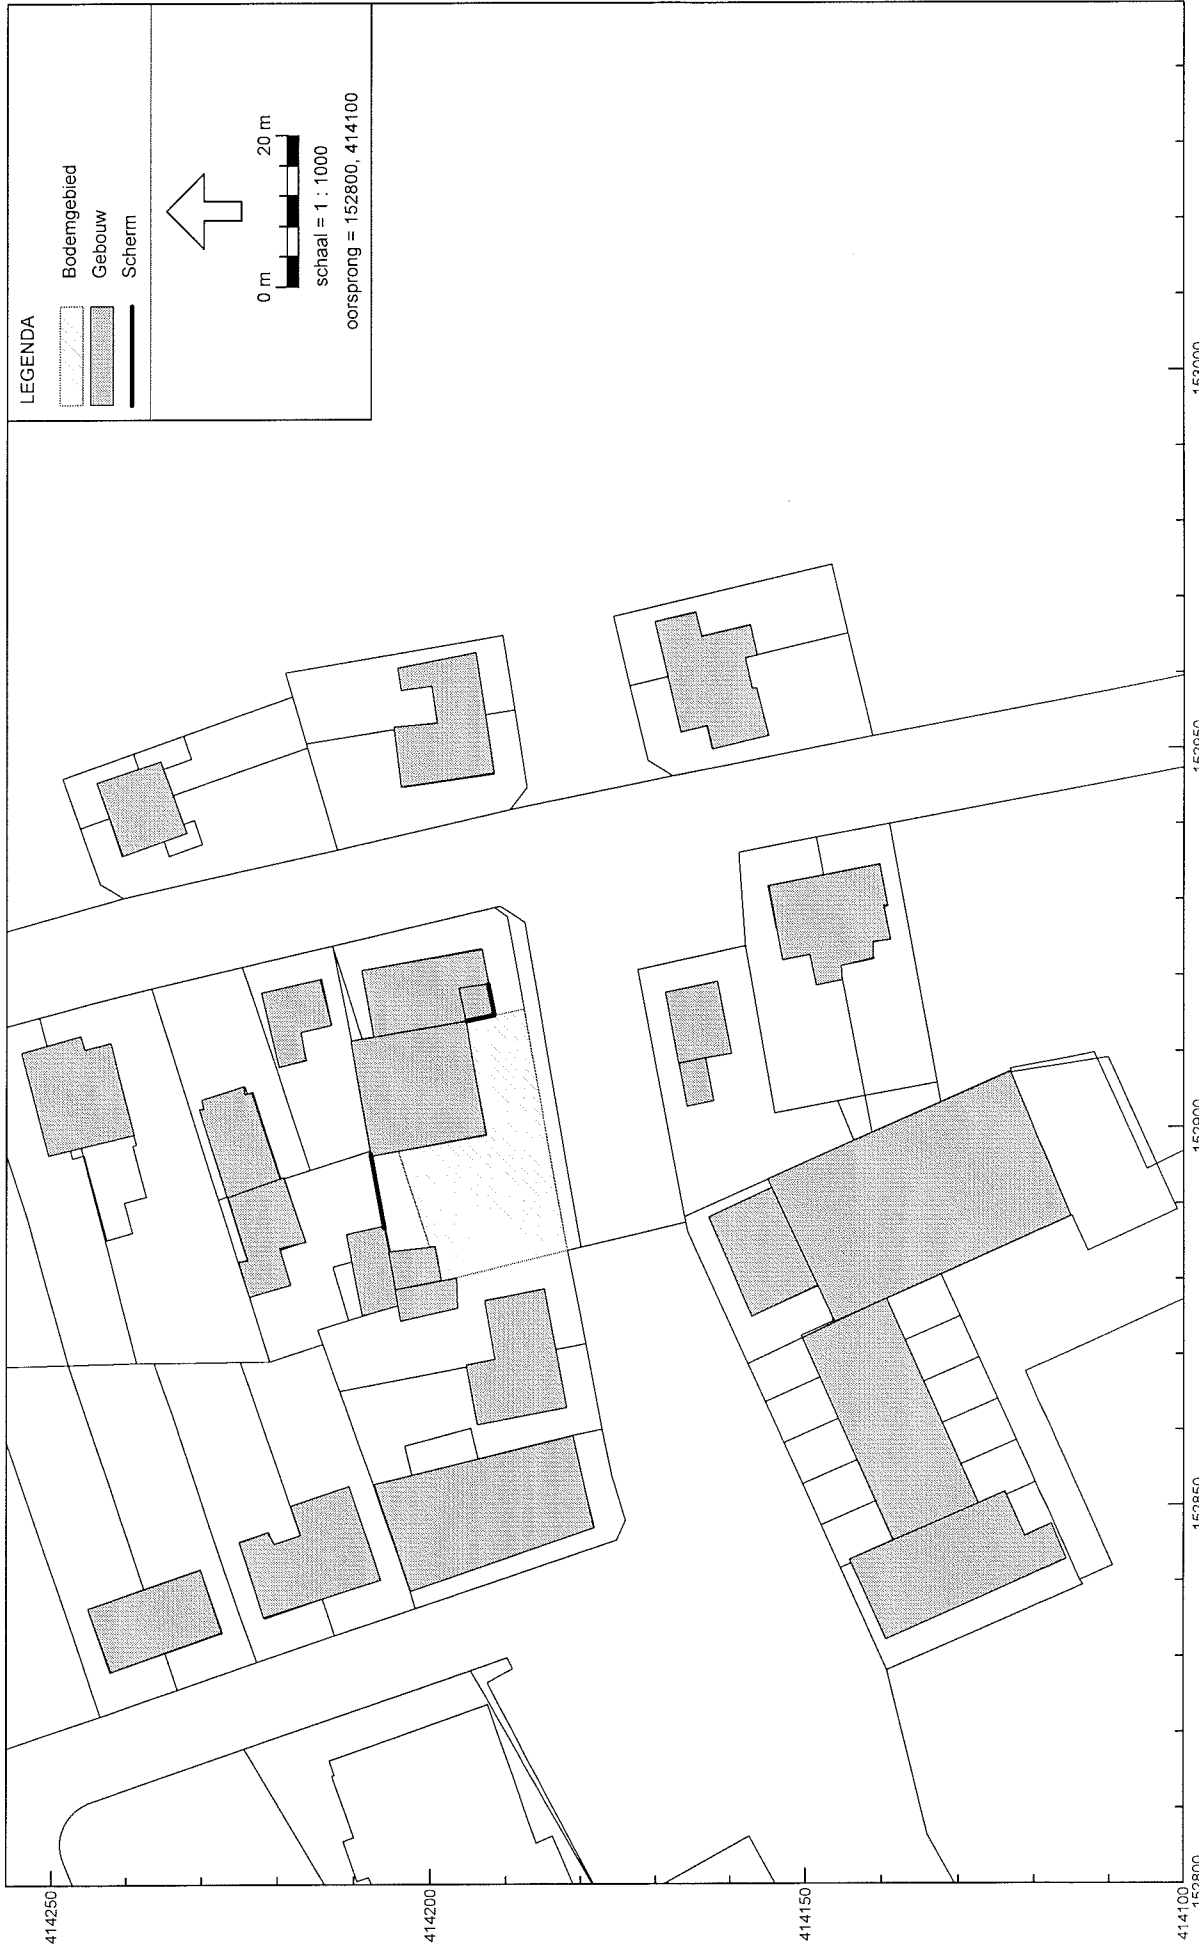 LEGENDA
Bodemgebied
Gebouw
Scherm
0 m 20 m
schaal = 1 : 1000
oorsprong = 152800, 414100
414250
414200
414150
414100
152800
152850
152900
152950
153000